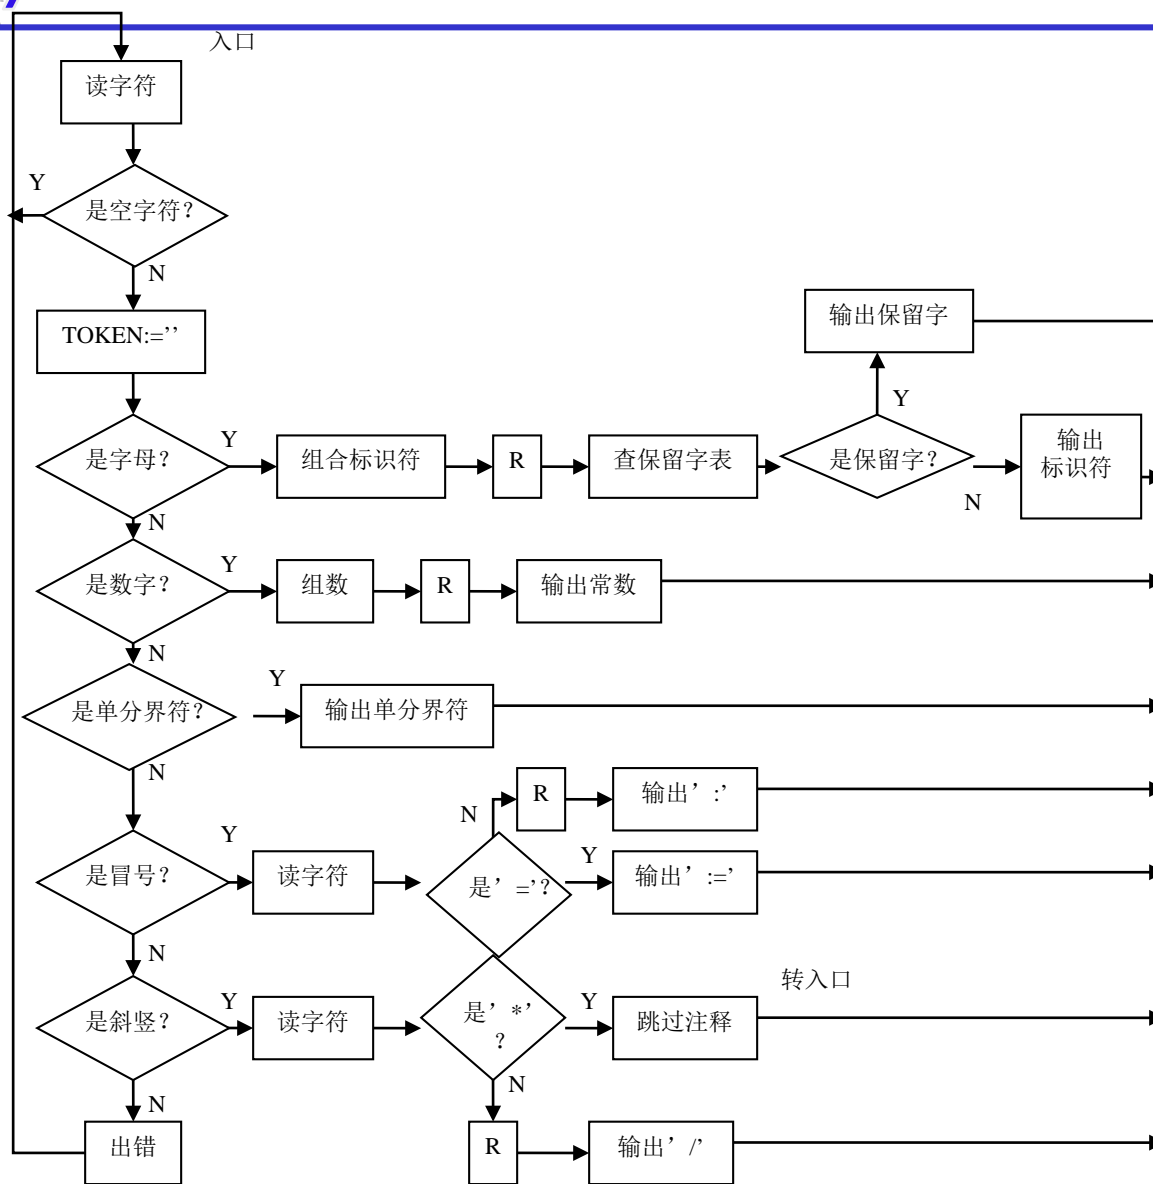 入口
读字符
Y
是空字符？
N
TOKEN:=’’
输出保留字
Y
是字母？
Y
组合标识符
R
查保留字表
是保留字？
N
输出
标识符
N
是数字？
Y
组数
R
输出常数
N
是单分界符？
Y
输出单分界符
N
N
R
输出’:’
是冒号？
Y
读字符
是’=’？
Y
输出’:=’
N
转入口
是斜竖？
Y
读字符
是’*’
？
Y
跳过注释
N
N
出错
R
输出’/’